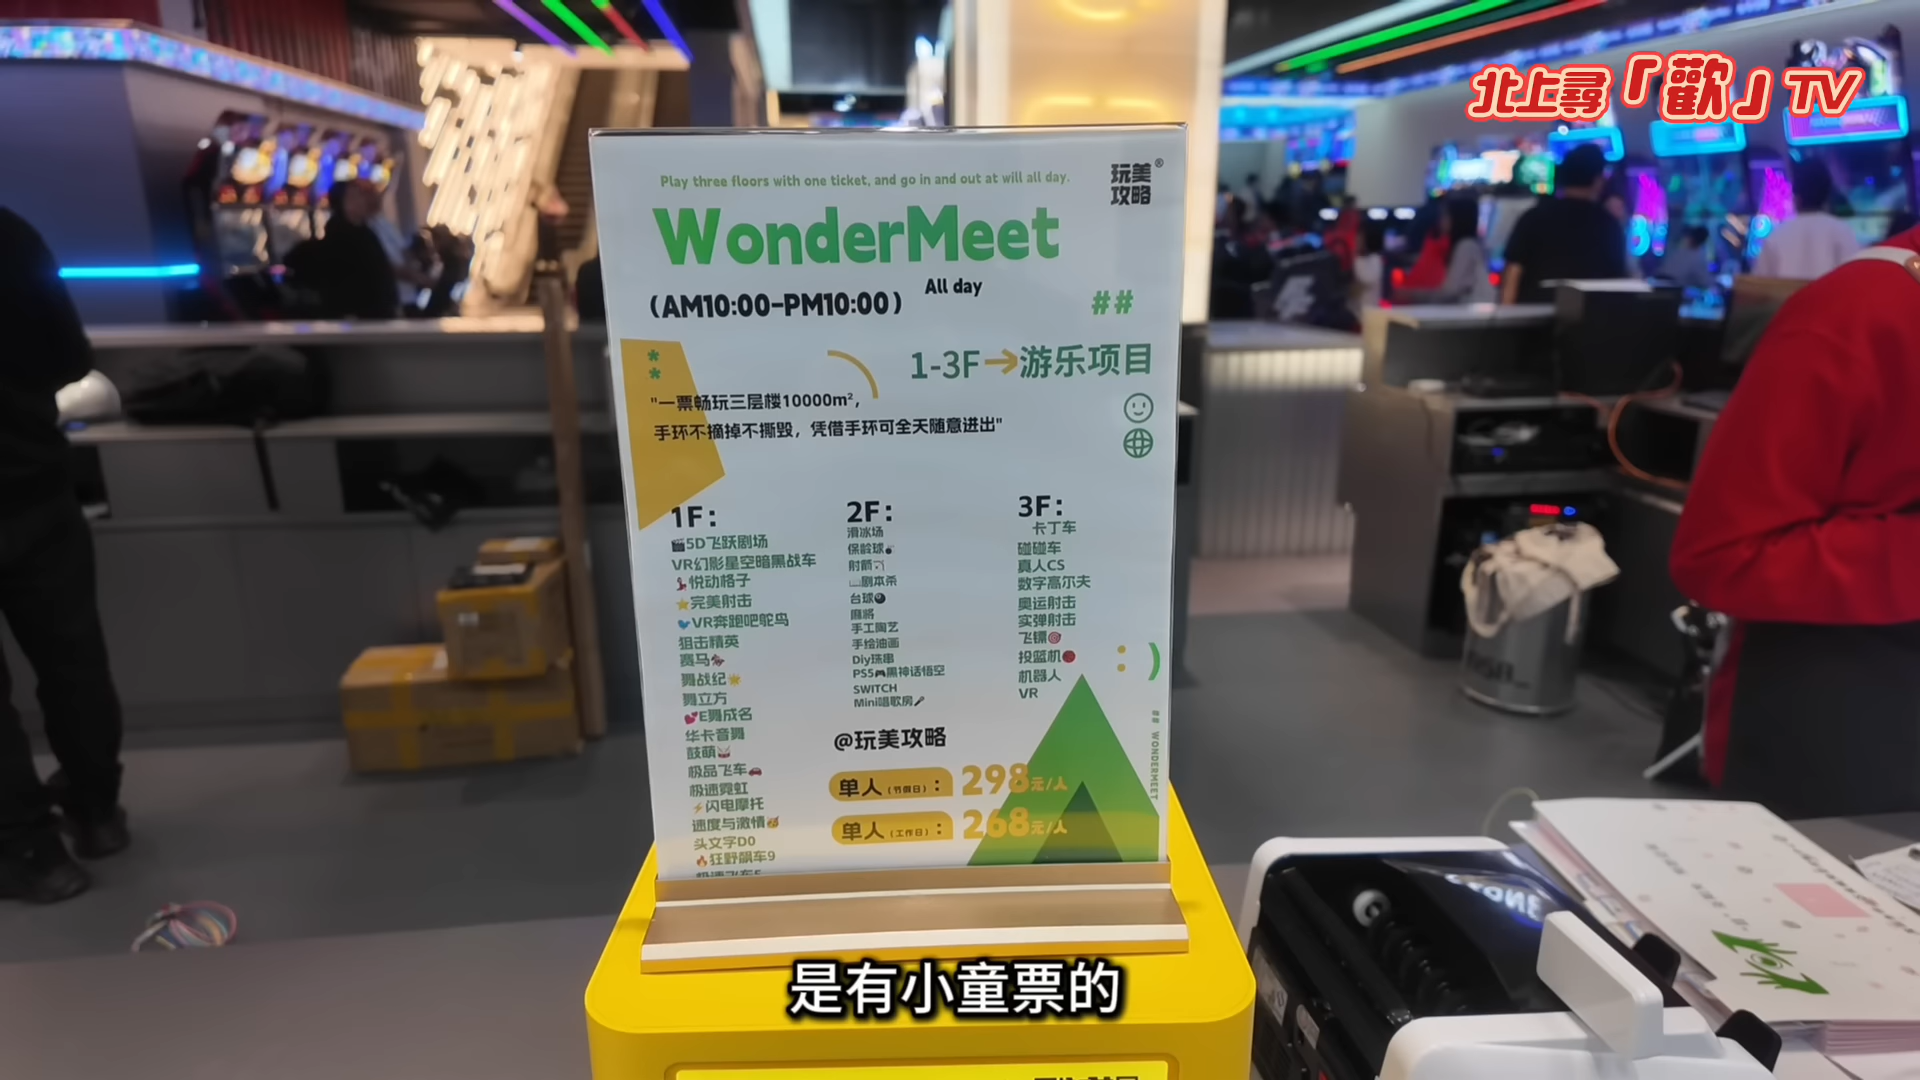 北上尋「歡」TV
Play three floors with one ticket, and go in and out at will all day.
玩美®
攻略
WonderMeet
All day
(AM10:00-PM10:00)
##
1-3F→游乐项目
"一票畅玩三层楼10000m²,
手环不摘掉不撕毁，凭借手环可全天随意进出"
1F：
🎬5D飞跃剧场
VR幻影星空暗黑战车
💃悦动格子
⭐完美射击
🐦VR奔跑吧鸵鸟
狙击精英
赛马🏇
舞战纪🌟
舞立方
💕E舞成名
华卡音舞
鼓萌🥁
极品飞车🚗
极速霓虹
⚡闪电摩托
速度与激情🥳
头文字D0
🔥狂野飙车9
2F：
滑冰场
保龄球💣
射箭🏹
📖剧本杀
台球🎱
麻将
手工陶艺
手绘油画
Diy珠串
PS5🎮黑神话悟空
SWITCH
Mini唱歌房🎤
3F：
卡丁车
碰碰车
真人CS
数字高尔夫
奥运射击
实弹射击
飞镖🎯
投篮机🏀
机器人
VR
## WONDERMEET
@玩美攻略
单人（节假日）：298元/人
单人（工作日）：268元/人
是有小童票的